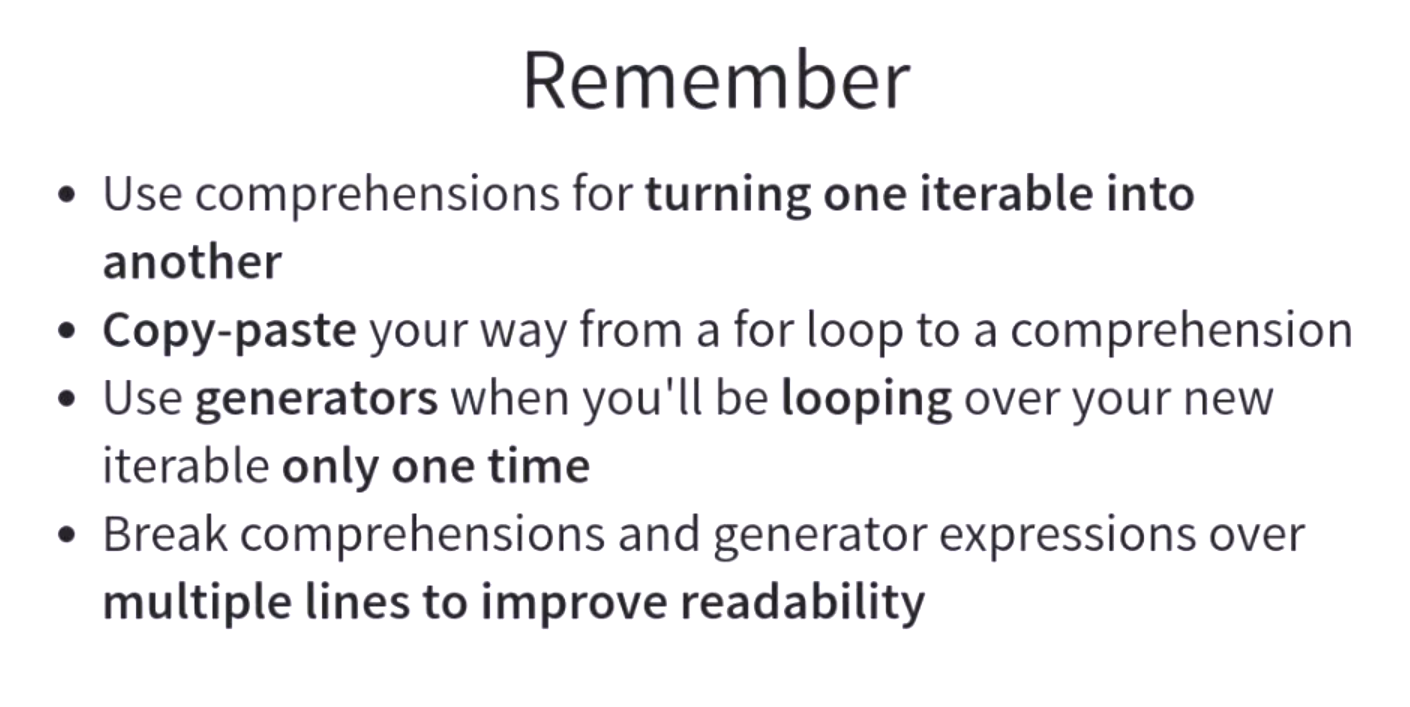 Remember
• Use comprehensions for turning one iterable into
another
• Copy-paste your way from a for loop to a comprehension
• Use generators when you'll be looping over your new
iterable only one time
• Break comprehensions and generator expressions over
multiple lines to improve readability